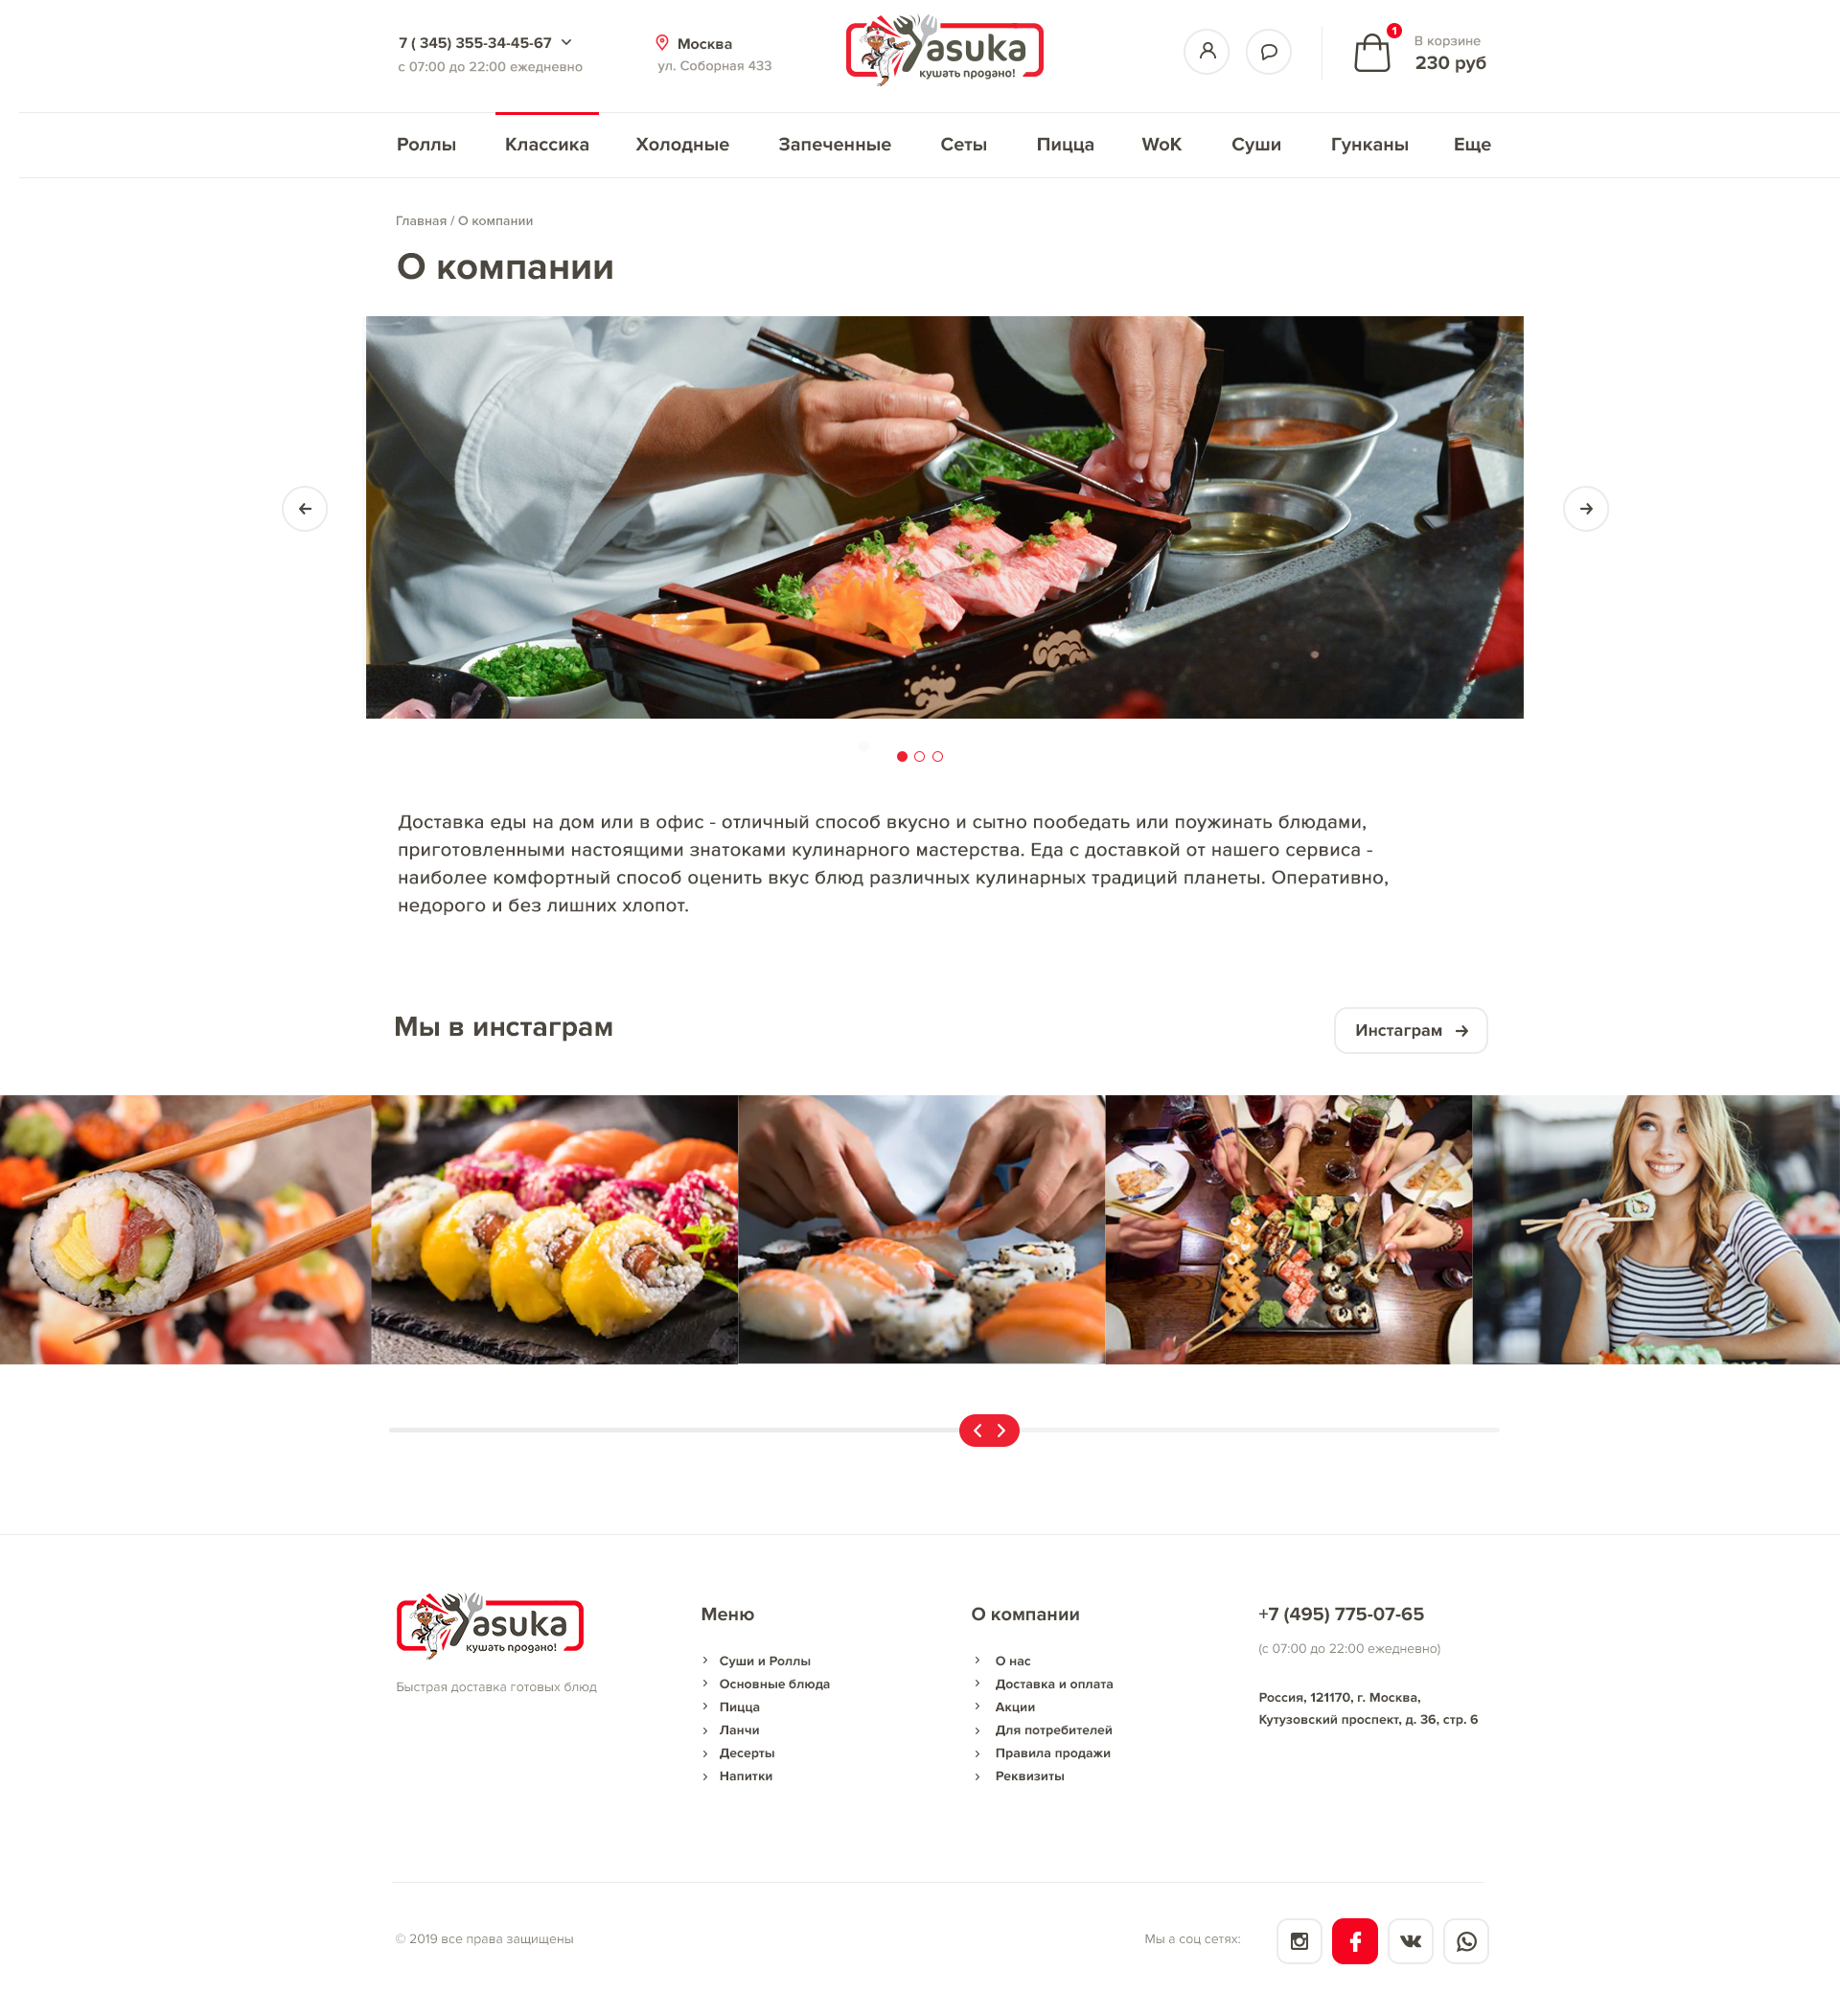 7 ( 345) 355-34-45-67
с 07:00 до 22:00 ежедневно
Москва
ул. Соборная 433
Yasuka
кушать продано!
1
В корзине
230 руб
Роллы Классика Холодные Запеченные Сеты Пицца WoK Суши Гунканы Еще
Главная / О компании
О компании
Доставка еды на дом или в офис - отличный способ вкусно и сытно пообедать или поужинать блюдами,
приготовленными настоящими знатоками кулинарного мастерства. Еда с доставкой от нашего сервиса -
наиболее комфортный способ оценить вкус блюд различных кулинарных традиций планеты. Оперативно,
недорого и без лишних хлопот.
Мы в инстаграм
Инстаграм
Yasuka
кушать продано!
Быстрая доставка готовых блюд
Меню
Суши и Роллы
Основные блюда
Пицца
Ланчи
Десерты
Напитки
О компании
О нас
Доставка и оплата
Акции
Для потребителей
Правила продажи
Реквизиты
+7 (495) 775-07-65
(с 07:00 до 22:00 ежедневно)
Россия, 121170, г. Москва,
Кутузовский проспект, д. 36, стр. 6
© 2019 все права защищены
Мы а соц сетях: